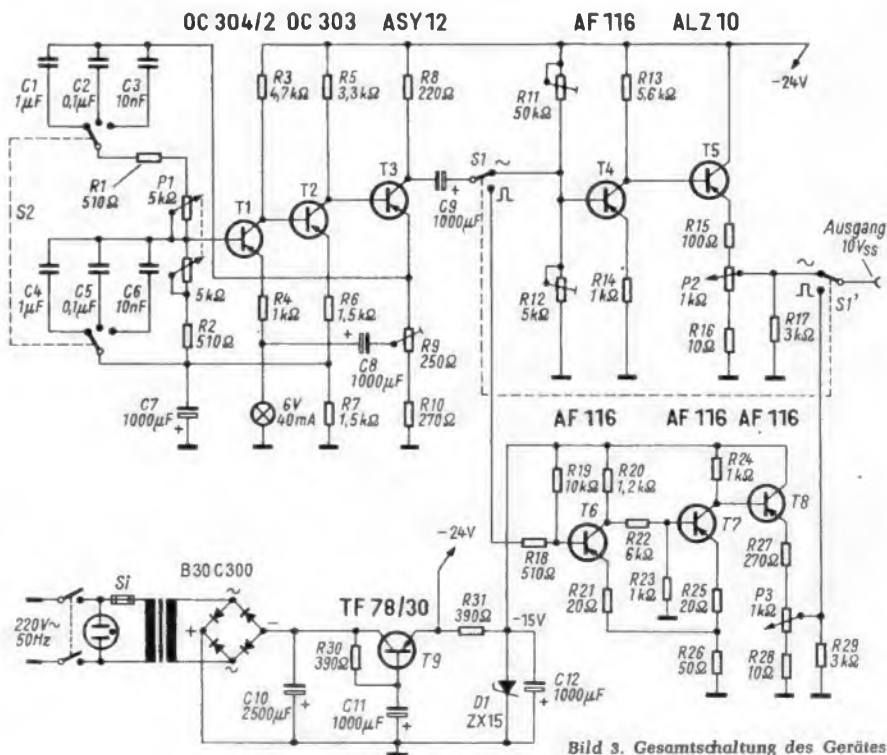 OC 304/2 OC 303 ASY 12 AF 116 ALZ 10
C1
1µF
C2
0,1µF
C3
10nF
R3
4,7kΩ
R5
3,3kΩ
R8
220Ω
R11
50kΩ
R13
5,6kΩ
-24V
S2
R1
510Ω
P1
5kΩ
T1
T2
T3
C9
1000µF
S1
~
T4
T5
R15
100Ω
Ausgang
10Vss
C4
1µF
C5
0,1µF
C6
10nF
5kΩ
R2
510Ω
R4
1kΩ
R6
1,5kΩ
C8
1000µF
+
R9
250Ω
R12
5kΩ
R14
1kΩ
P2
1kΩ
R16
10Ω
R17
3kΩ
~
S1'
C7
1000µF
+
6V
40mA
R7
1,5kΩ
R10
270Ω
AF 116 AF 116 AF 116
R19
10kΩ
R20
1,2kΩ
R24
1kΩ
T6
T7
T8
R18
510Ω
R22
6kΩ
R23
1kΩ
R21
20Ω
R25
20Ω
R27
270Ω
P3
1kΩ
R26
50Ω
R28
10Ω
R29
3kΩ
220V~
50Hz
Si
B30C300
~
+
-
~
TF 78/30
-24V
R31
390Ω
-15V
R30
390Ω
T9
C10
2500µF
+
C11
1000µF
+
D1
ZX15
C12
1000µF
+
Bild 3. Gesamtschaltung des Gerätes